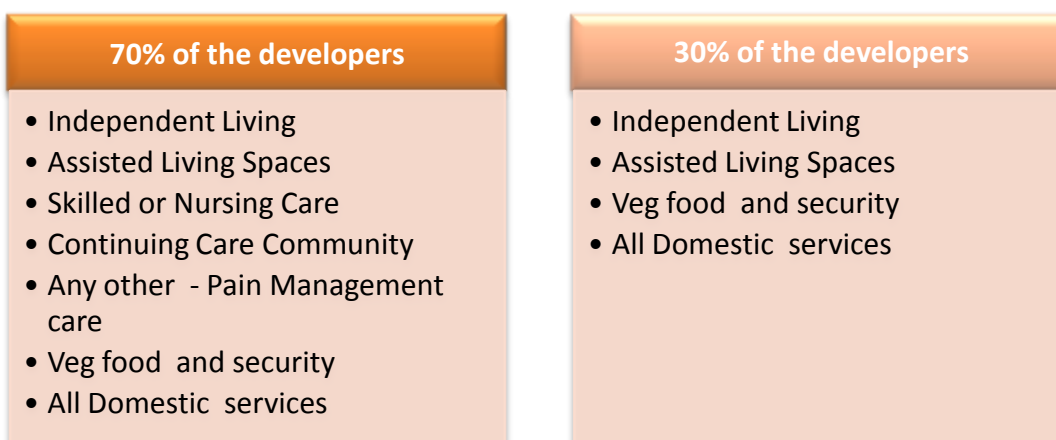 70% of the developers
• Independent Living
• Assisted Living Spaces
• Skilled or Nursing Care
• Continuing Care Community
• Any other  - Pain Management
care
• Veg food  and security
• All Domestic  services
30% of the developers
• Independent Living
• Assisted Living Spaces
• Veg food  and security
• All Domestic  services